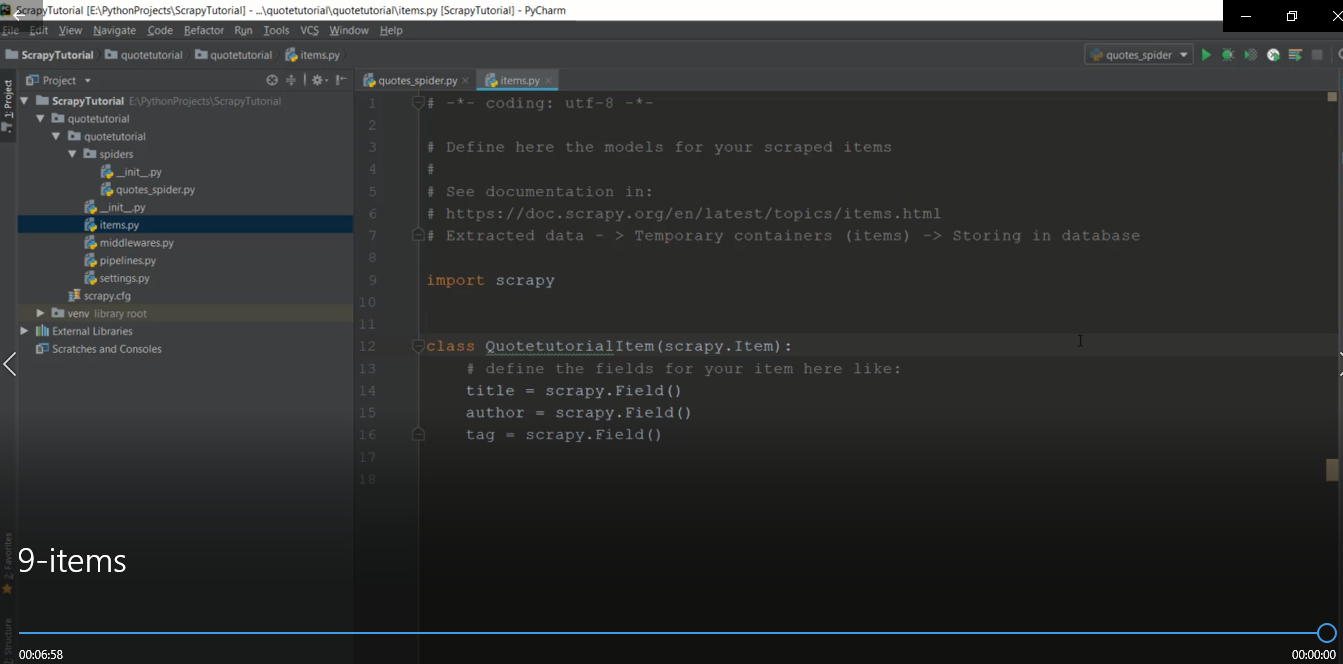 ScrapyTutorial [E:\PythonProjects\ScrapyTutorial] - ...\quotetutorial\quotetutorial\items.py [ScrapyTutorial] - PyCharm
File Edit View Navigate Code Refactor Run Tools VCS Window Help
ScrapyTutorial quotetutorial quotetutorial items.py
quotes_spider
1: Project
Project
quotes_spider.py items.py
ScrapyTutorial E:\PythonProjects\ScrapyTutorial
quotetutorial
quotetutorial
spiders
__init__.py
quotes_spider.py
__init__.py
items.py
middlewares.py
pipelines.py
settings.py
scrapy.cfg
venv library root
External Libraries
Scratches and Consoles
1 # -*- coding: utf-8 -*-
2
3 # Define here the models for your scraped items
4 #
5 # See documentation in:
6 # https://doc.scrapy.org/en/latest/topics/items.html
7 # Extracted data - > Temporary containers (items) -> Storing in database
8
9 import scrapy
10
11
12 class QuotetutorialItem(scrapy.Item):
13 # define the fields for your item here like:
14 title = scrapy.Field()
15 author = scrapy.Field()
16 tag = scrapy.Field()
17
18
2: Favorites
9-items
Structure
00:06:58
00:00:00